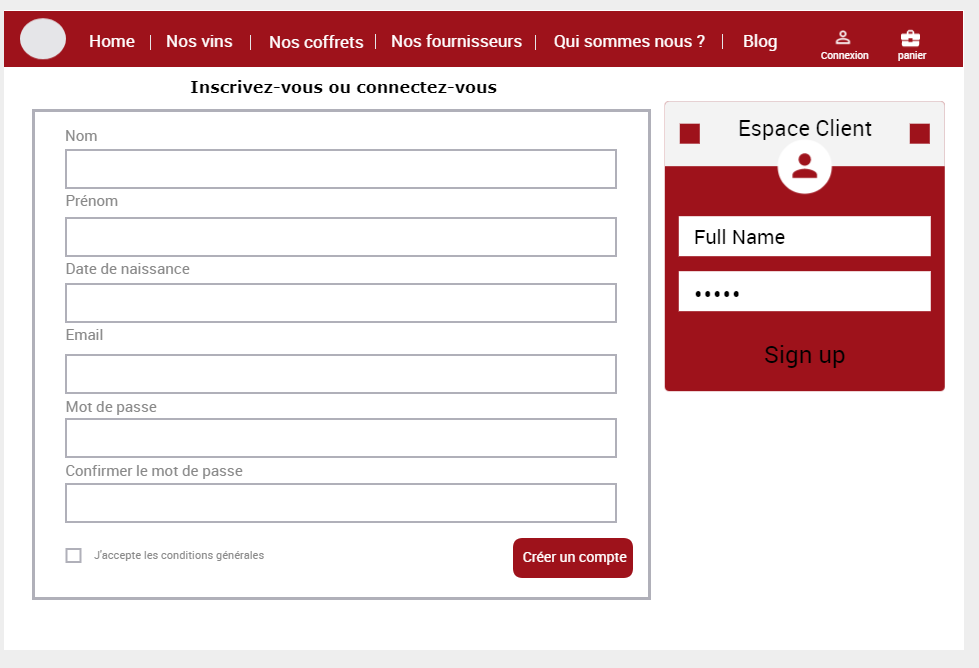 Home | Nos vins | Nos coffrets | Nos fournisseurs | Qui sommes nous ? | Blog
Connexion
panier
Inscrivez-vous ou connectez-vous
Nom
Prénom
Date de naissance
Email
Mot de passe
Confirmer le mot de passe
J'accepte les conditions générales
Créer un compte
Espace Client
Full Name
•••••
Sign up